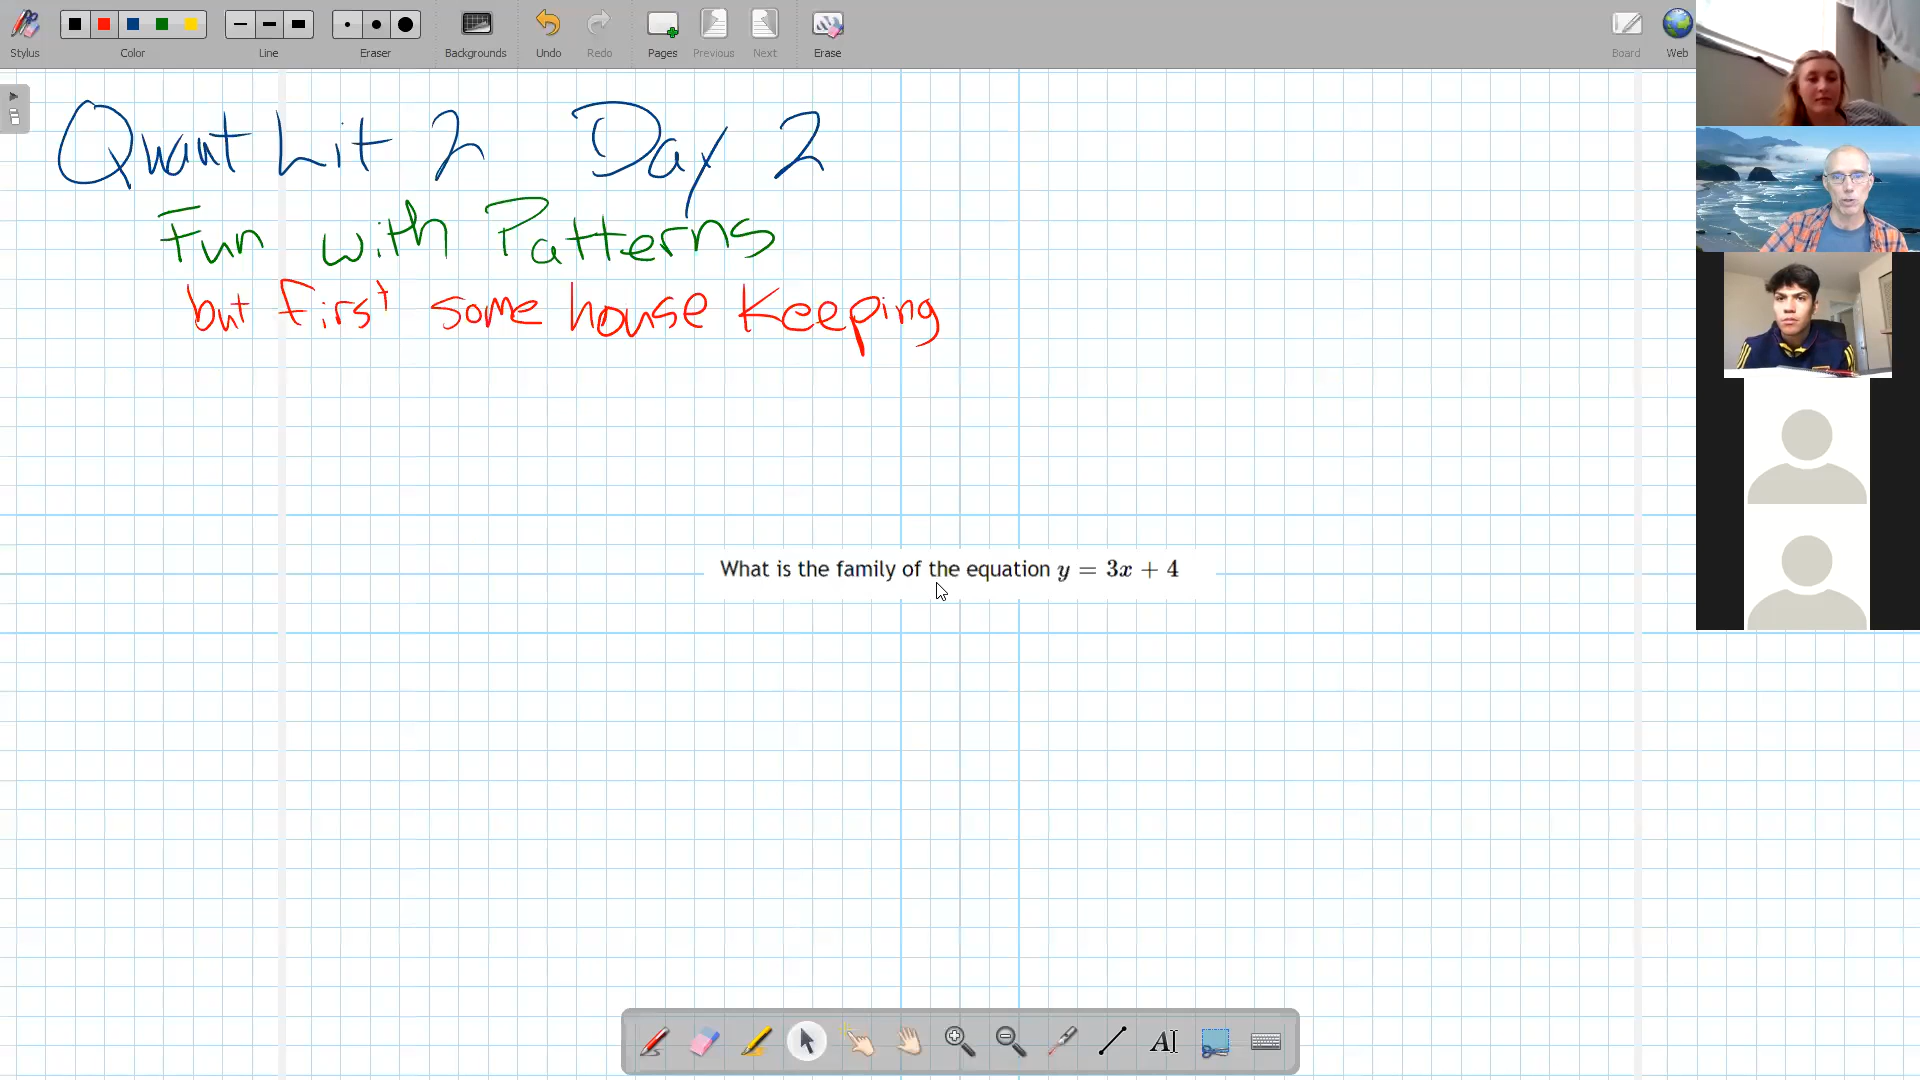 Stylus Color Line Eraser Backgrounds Undo Redo Pages Previous Next Erase Board Web
Quant Lit 2 Day 2
Fun with Patterns
but first some house Keeping
What is the family of the equation y = 3x + 4